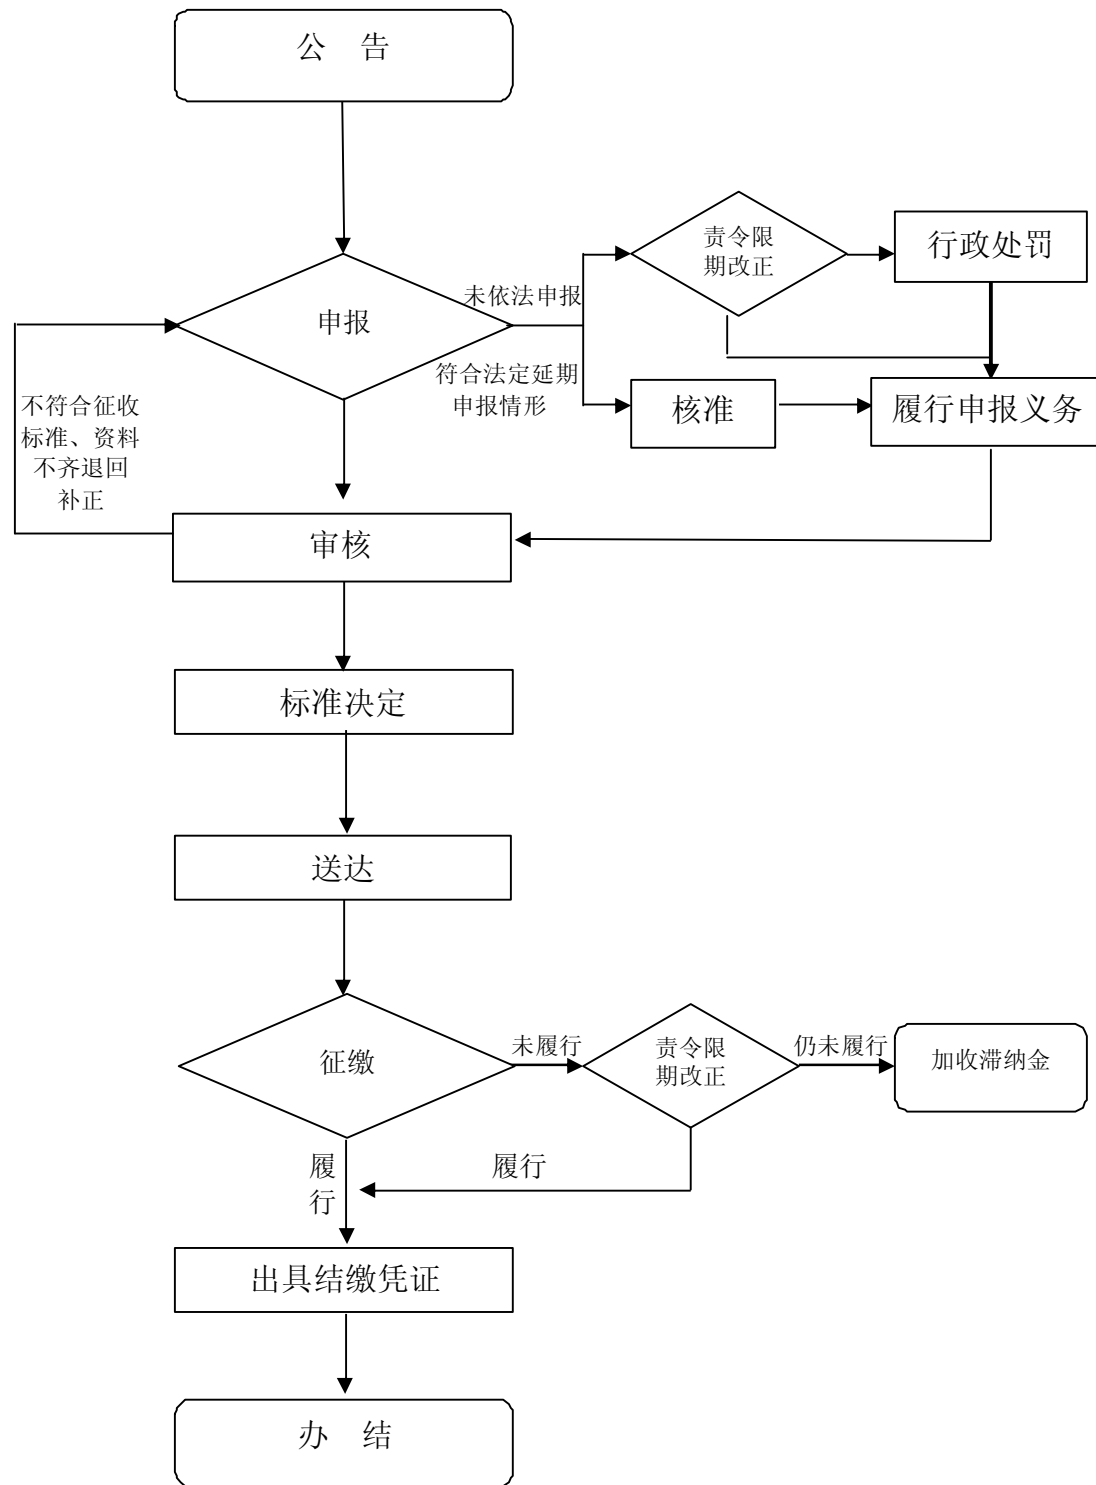 公 告
责令限
期改正
行政处罚
未依法申报
申报
符合法定延期
申报情形
核准
履行申报义务
不符合征收
标准、资料
不齐退回
补正
审核
标准决定
送达
征缴
未履行
责令限
期改正
仍未履行
加收滞纳金
履
行
履行
出具结缴凭证
办 结